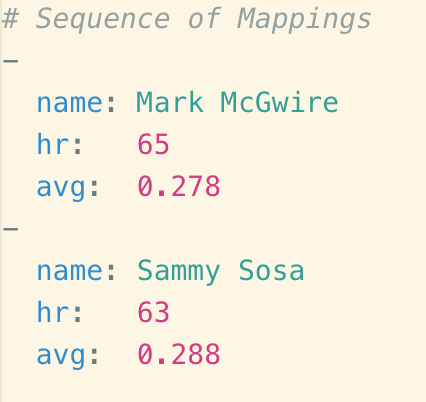 # Sequence of Mappings
-
  name: Mark McGwire
  hr:   65
  avg:  0.278
-
  name: Sammy Sosa
  hr:   63
  avg:  0.288